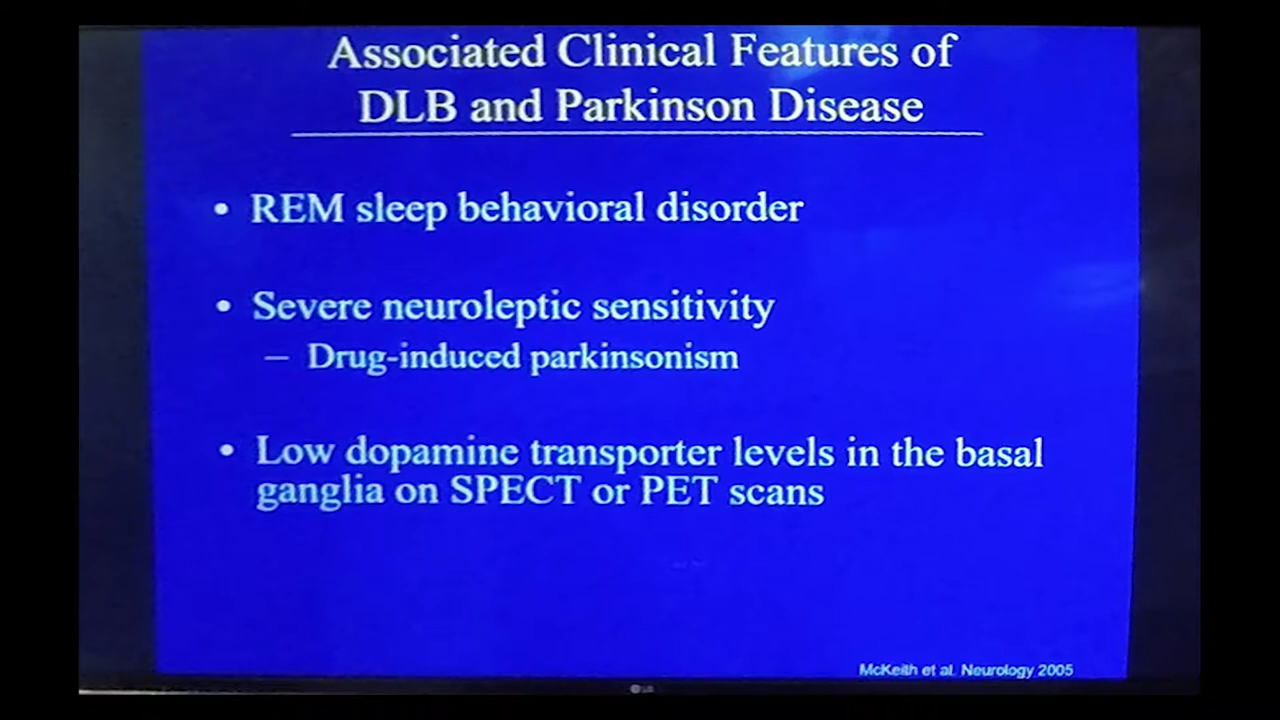 Associated Clinical Features of
DLB and Parkinson Disease
• REM sleep behavioral disorder
• Severe neuroleptic sensitivity
– Drug-induced parkinsonism
• Low dopamine transporter levels in the basal
ganglia on SPECT or PET scans
McKeith et al. Neurology 2005
LG